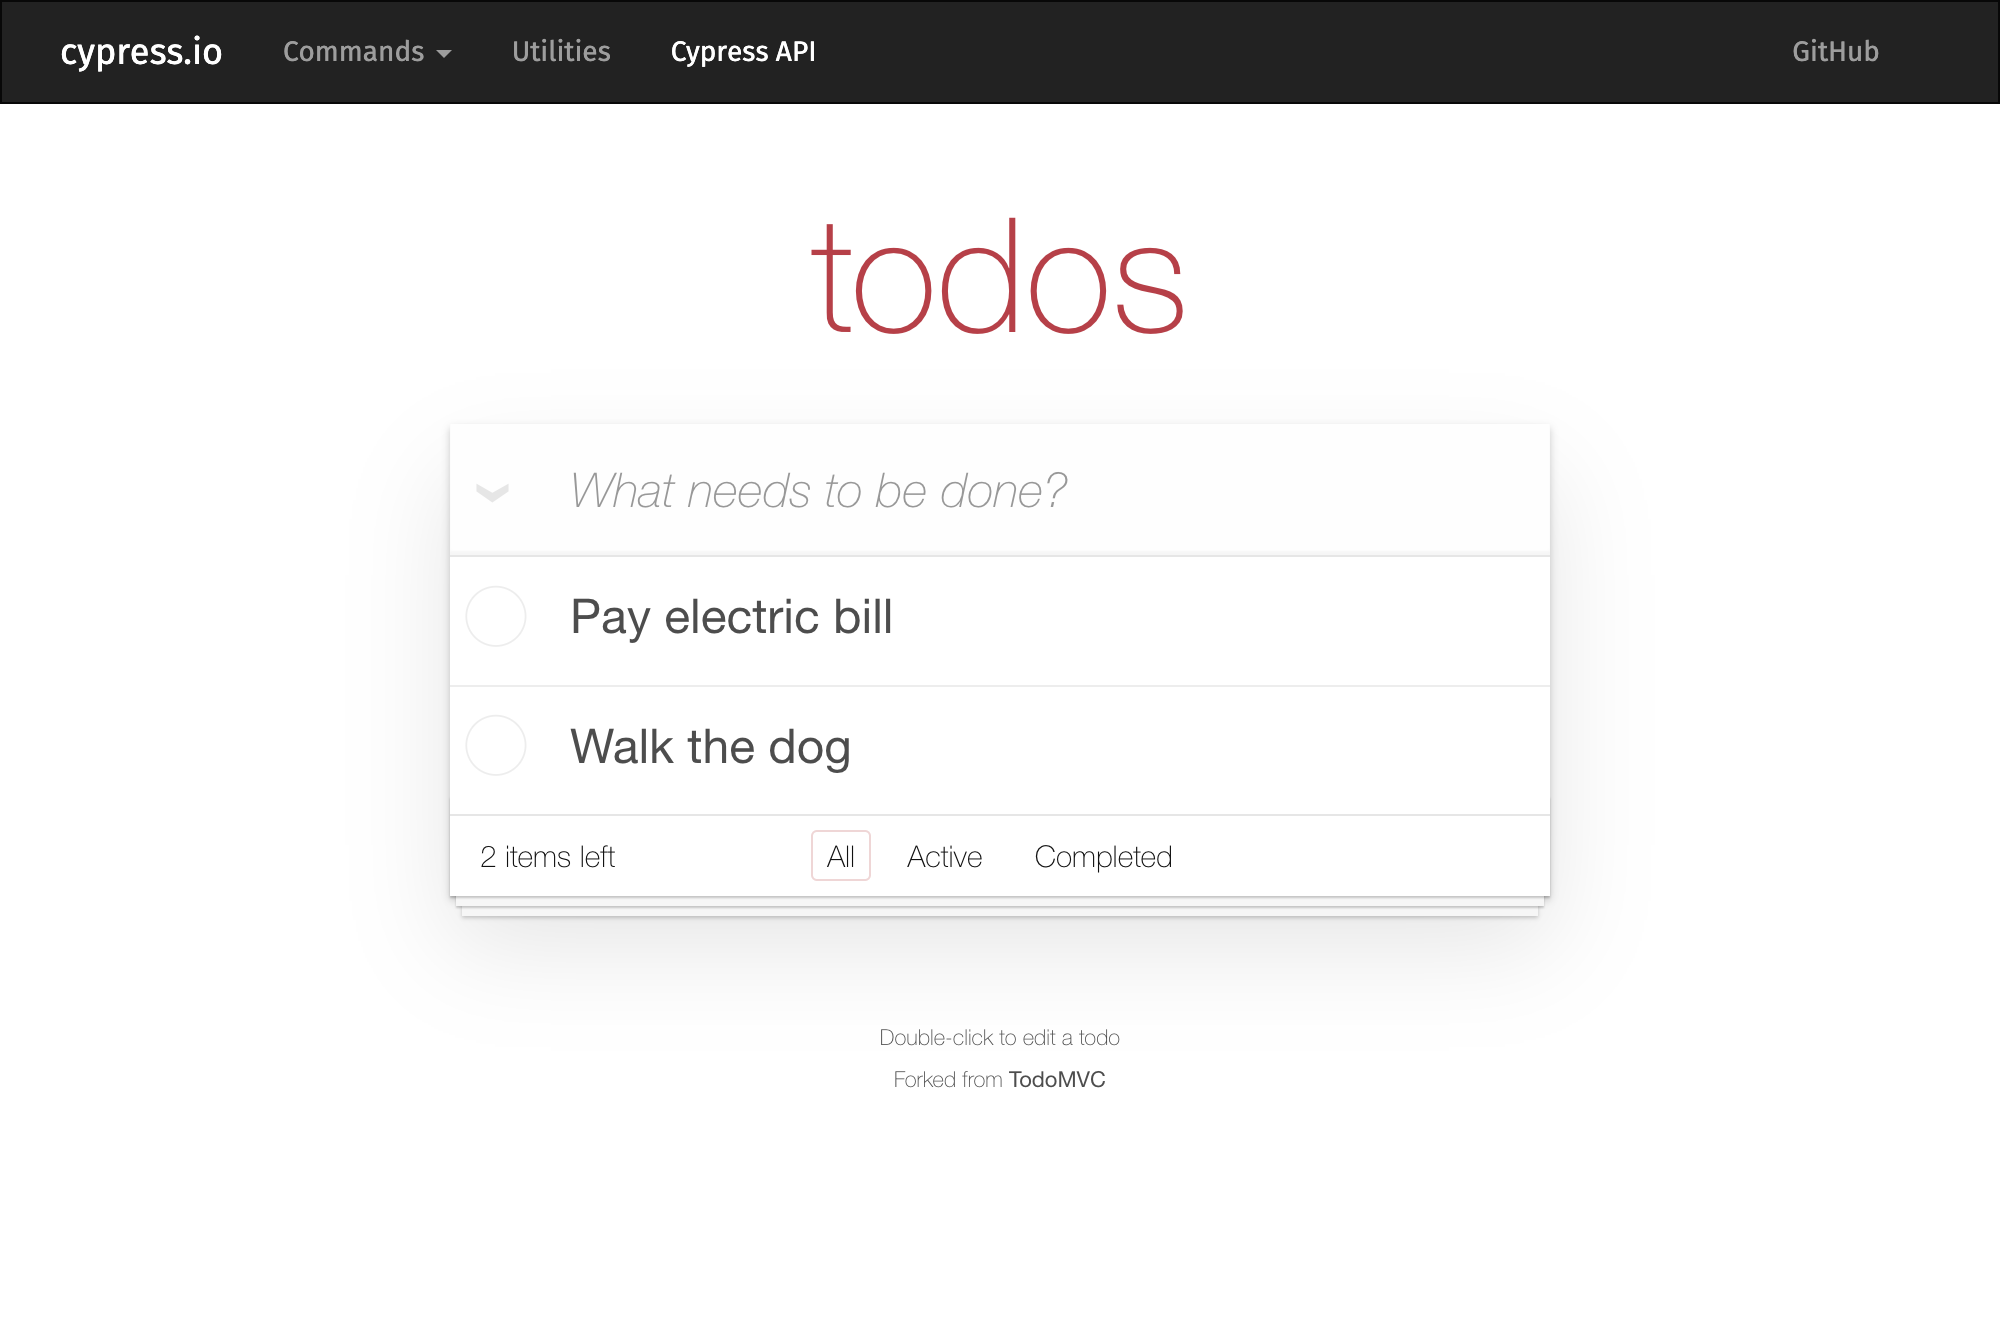 cypress.io Commands Utilities Cypress API GitHub
todos
What needs to be done?
Pay electric bill
Walk the dog
2 items left All Active Completed
Double-click to edit a todo
Forked from TodoMVC